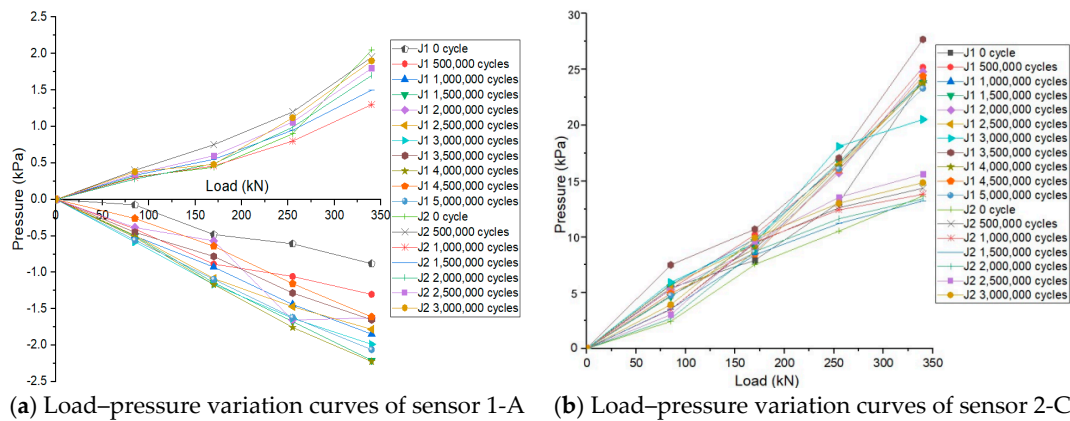 2.5
2.0
1.5
1.0
0.5
0.0
-0.5
-1.0
-1.5
-2.0
-2.5
Pressure (kPa)
0 50 100 150 200 250 300 350
Load (kN)
J1 0 cycle
J1 500,000 cycles
J1 1,000,000 cycles
J1 1,500,000 cycles
J1 2,000,000 cycles
J1 2,500,000 cycles
J1 3,000,000 cycles
J1 3,500,000 cycles
J1 4,000,000 cycles
J1 4,500,000 cycles
J1 5,000,000 cycles
J2 0 cycle
J2 500,000 cycles
J2 1,000,000 cycles
J2 1,500,000 cycles
J2 2,000,000 cycles
J2 2,500,000 cycles
J2 3,000,000 cycles
(a) Load–pressure variation curves of sensor 1-A
30
25
20
15
10
5
0
Pressure (kPa)
0 50 100 150 200 250 300 350
Load (kN)
J1 0 cycle
J1 500,000 cycles
J1 1,000,000 cycles
J1 1,500,000 cycles
J1 2,000,000 cycles
J1 2,500,000 cycles
J1 3,000,000 cycles
J1 3,500,000 cycles
J1 4,000,000 cycles
J1 4,500,000 cycles
J1 5,000,000 cycles
J2 0 cycle
J2 500,000 cycles
J2 1,000,000 cycles
J2 1,500,000 cycles
J2 2,000,000 cycles
J2 2,500,000 cycles
J2 3,000,000 cycles
(b) Load–pressure variation curves of sensor 2-C